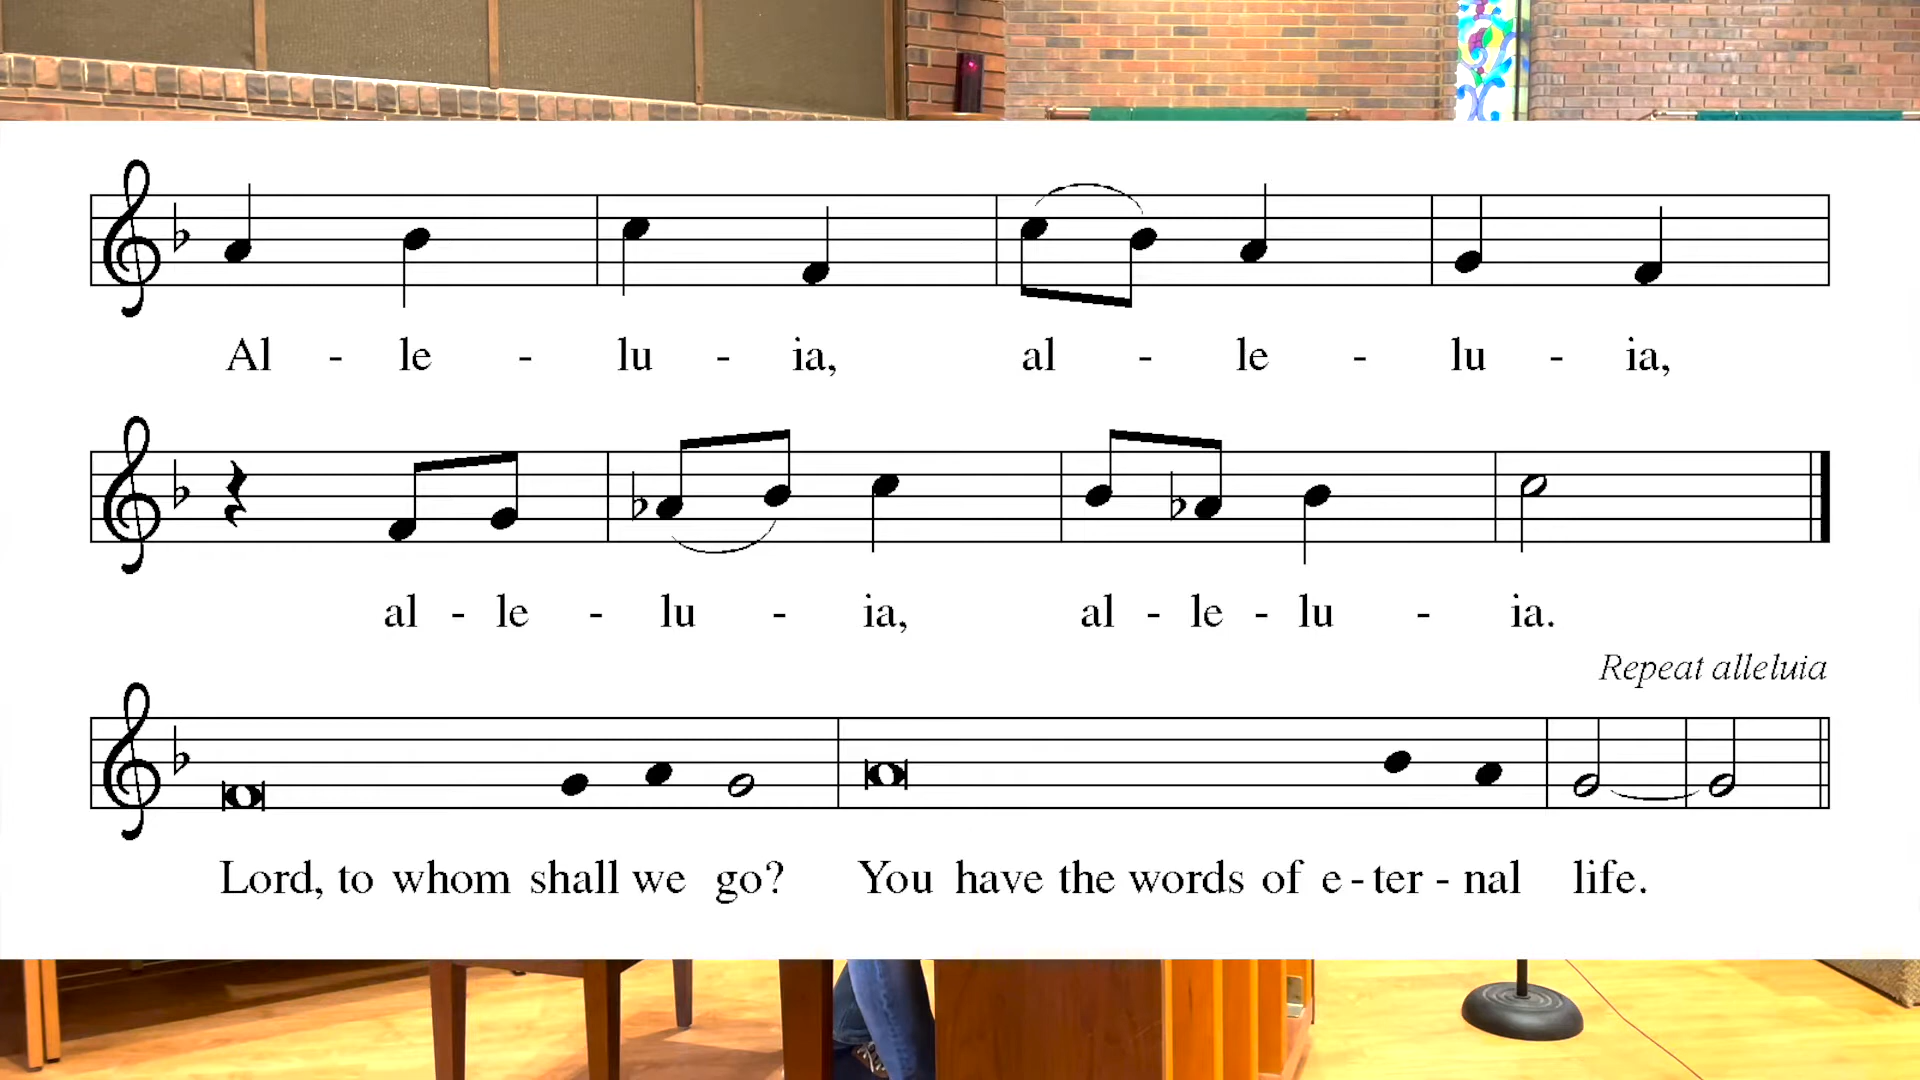 Al - le - lu - ia, al - le - lu - ia,
al - le - lu - ia, al - le - lu - ia.
Repeat alleluia
Lord, to whom shall we go? You have the words of e - ter - nal life.